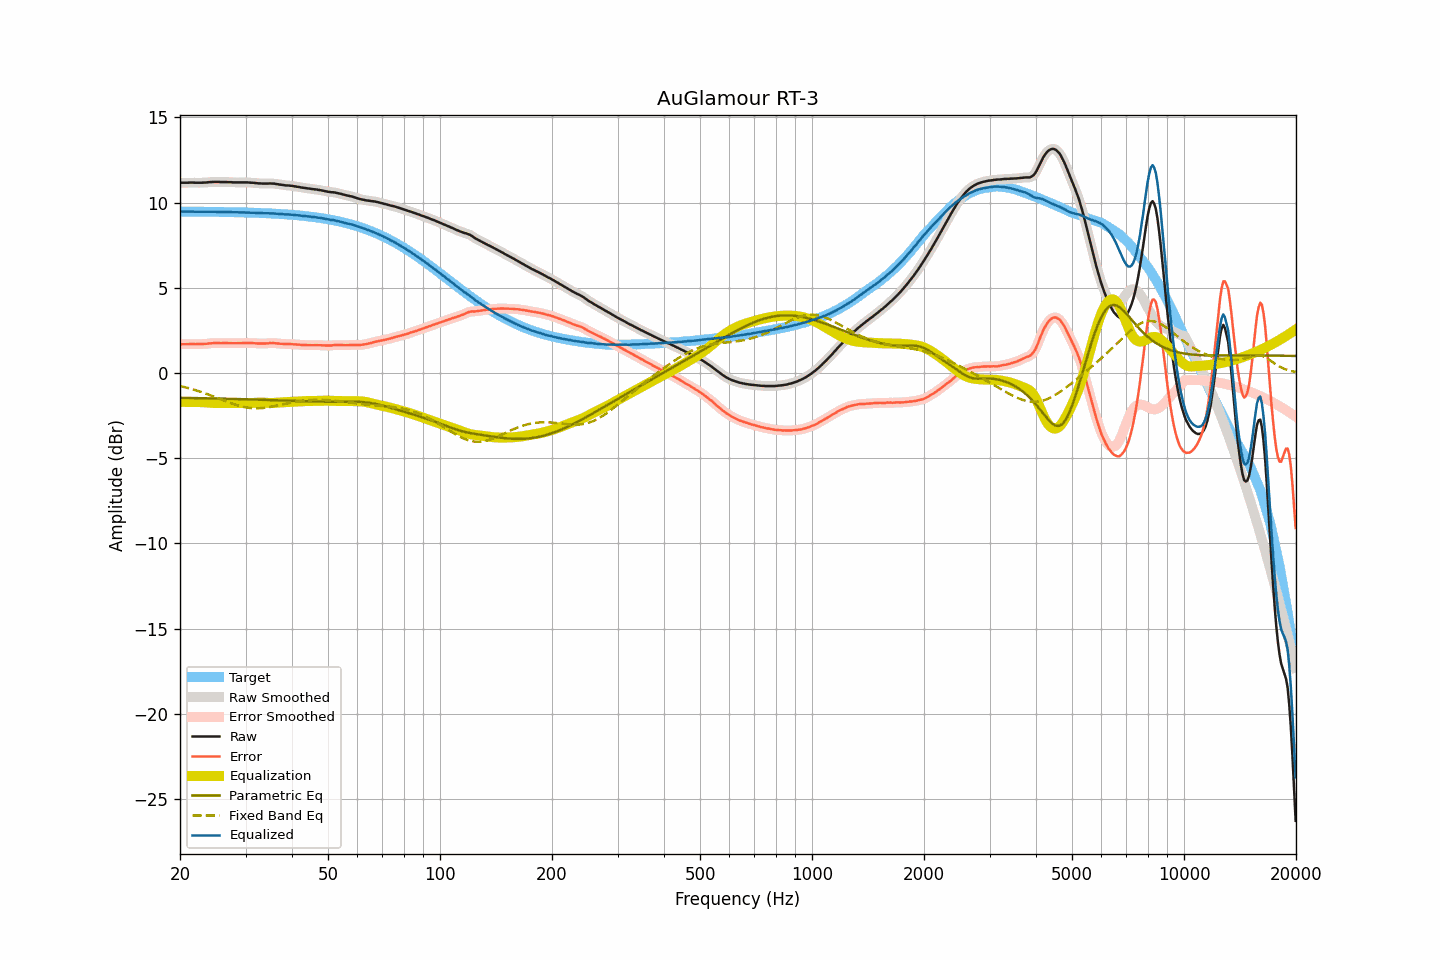 AuGlamour RT-3
15
10
5
0
−5
−10
−15
−20
−25
Amplitude (dBr)
Target
Raw Smoothed
Error Smoothed
Raw
Error
Equalization
Parametric Eq
Fixed Band Eq
Equalized
20 50 100 200 500 1000 2000 5000 10000 20000
Frequency (Hz)